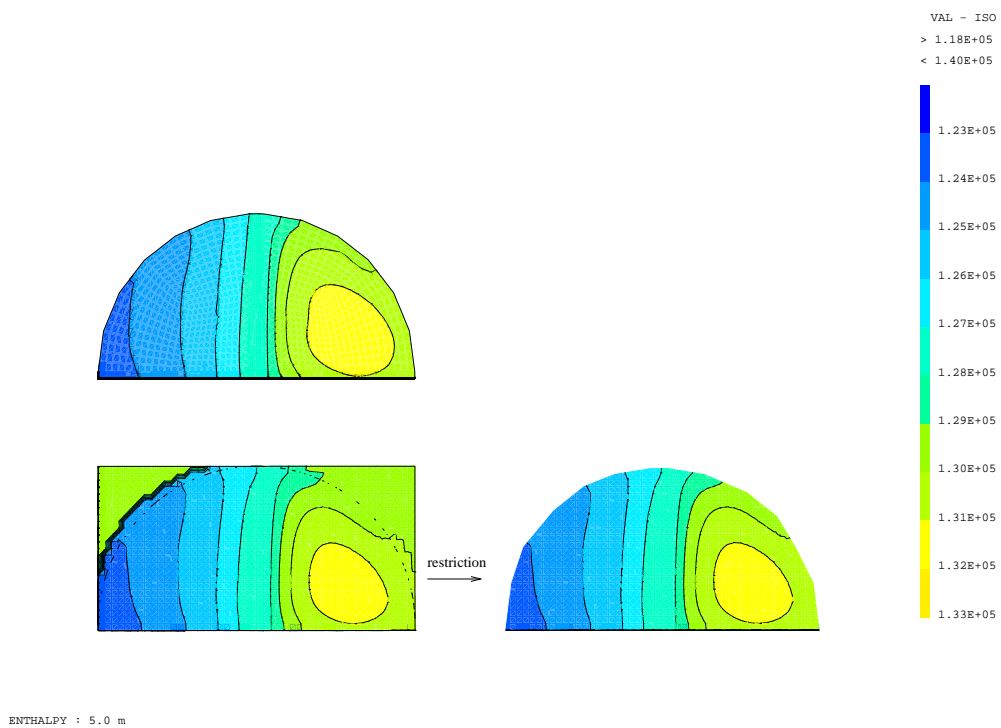 VAL - ISO
> 1.18E+05
< 1.40E+05
1.23E+05
1.24E+05
1.25E+05
1.26E+05
1.27E+05
1.28E+05
1.29E+05
1.30E+05
1.31E+05
1.32E+05
1.33E+05
restriction
ENTHALPY : 5.0 m